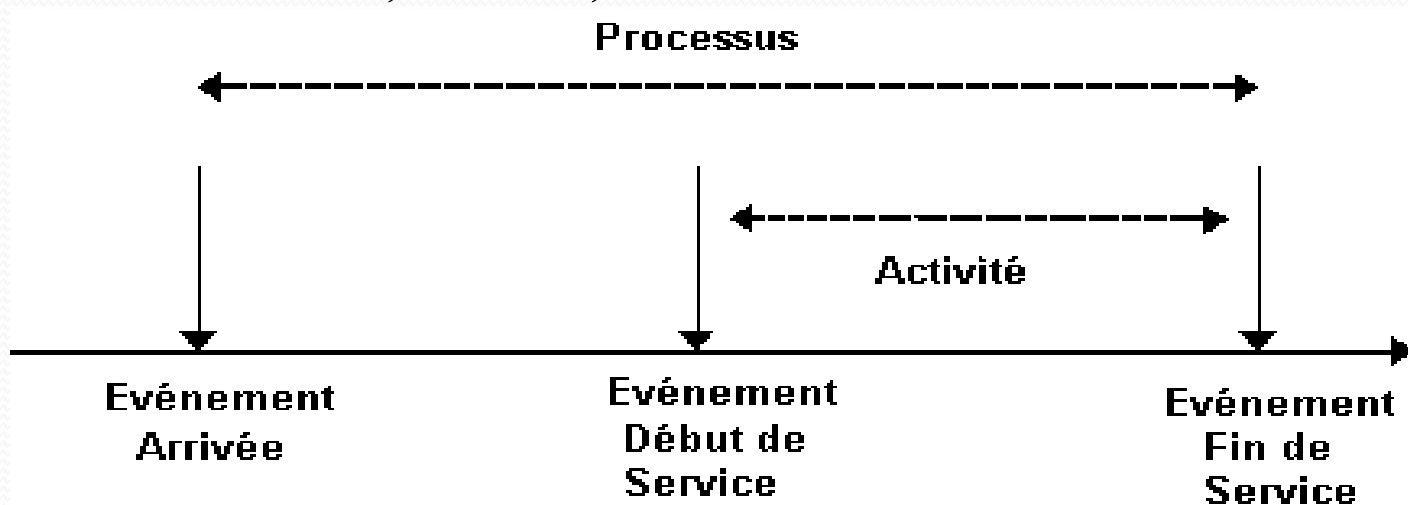 Processus
Activité
Evénement
Arrivée
Evénement
Début de
Service
Evénement
Fin de
Service